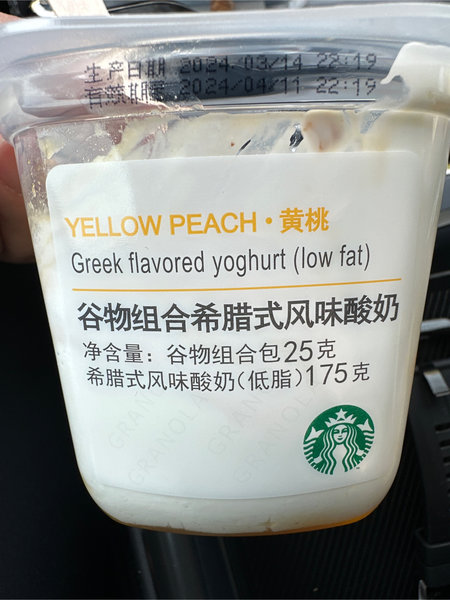 生产日期 2024/03/14 22:19
有效期至 2024/04/11 22:19
YELLOW PEACH·黄桃
Greek flavored yoghurt (low fat)
谷物组合希腊式风味酸奶
净含量：谷物组合包25克
希腊式风味酸奶(低脂)175克
GRANOLA
GRANOLA
GRANOLA